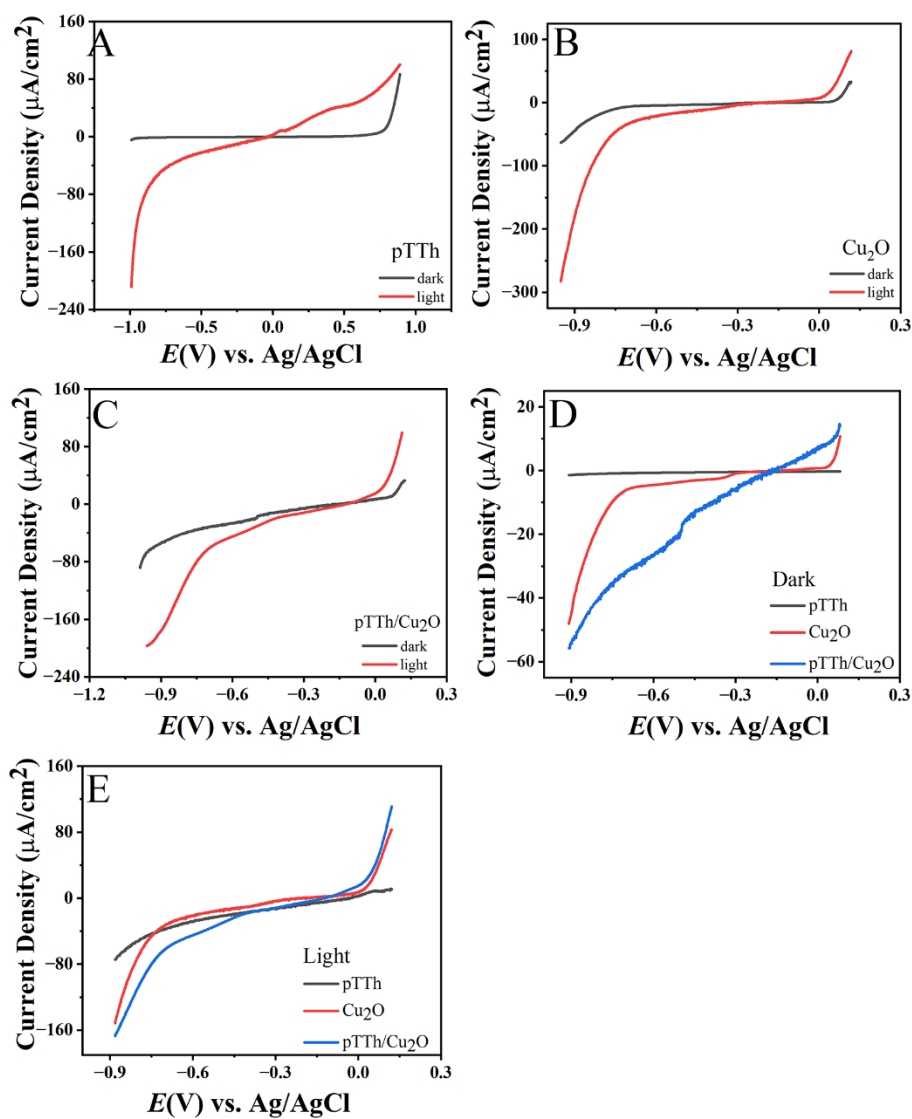 A
Current Density (μA/cm²)
160
80
0
−80
−160
−240
pTTh
dark
light
−1.0
−0.5
0.0
0.5
1.0
E(V) vs. Ag/AgCl
B
Current Density (μA/cm²)
100
0
−100
−200
−300
Cu₂O
dark
light
−0.9
−0.6
−0.3
0.0
E(V) vs. Ag/AgCl
C
Current Density (μA/cm²)
160
80
0
−80
−160
−240
pTTh/Cu₂O
dark
light
−1.2
−0.9
−0.6
−0.3
0.0
0.3
E(V) vs. Ag/AgCl
D
Current Density (μA/cm²)
20
0
−20
−40
−60
Dark
pTTh
Cu₂O
pTTh/Cu₂O
−0.9
−0.6
−0.3
0.0
0.3
E(V) vs. Ag/AgCl
E
Current Density (μA/cm²)
160
80
0
−80
−160
Light
pTTh
Cu₂O
pTTh/Cu₂O
−0.9
−0.6
−0.3
0.0
0.3
E(V) vs. Ag/AgCl